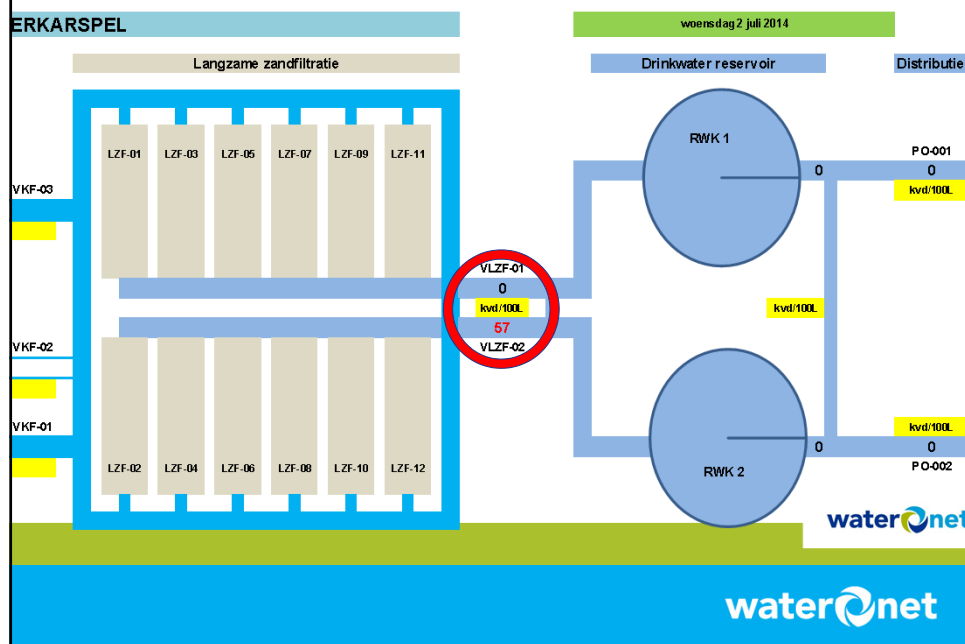 ERKARSPEL
woensdag 2 juli 2014
Langzame zandfiltratie
Drinkwater reservoir
Distributie
LZF-01
LZF-03
LZF-05
LZF-07
LZF-09
LZF-11
RWK 1
0
PO-001
0
kvd/100L
VKF-03
VLZF-01
0
kvd/100L
57
VLZF-02
kvd/100L
VKF-02
VKF-01
LZF-02
LZF-04
LZF-06
LZF-08
LZF-10
LZF-12
RWK 2
0
kvd/100L
0
PO-002
waternet
waternet